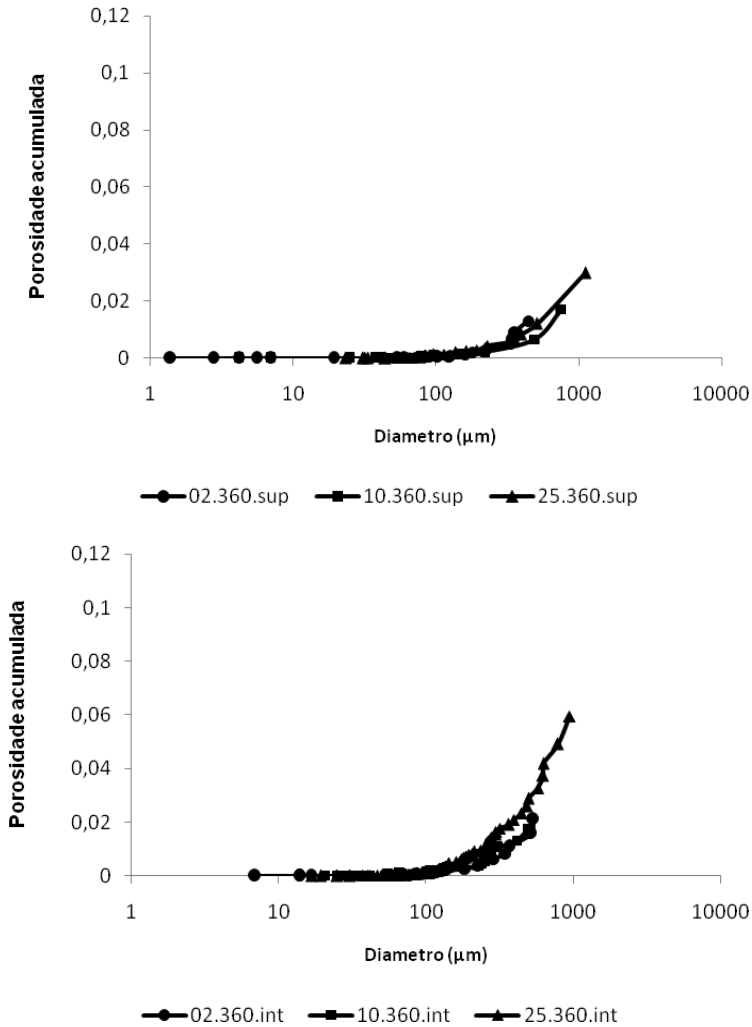 0,12
0,1
0,08
0,06
0,04
0,02
0
Porosidade acumulada
1 10 100 1000 10000
Diametro (µm)
02.360.sup 10.360.sup 25.360.sup
0,12
0,1
0,08
0,06
0,04
0,02
0
Porosidade acumulada
1 10 100 1000 10000
Diametro (µm)
02.360.int 10.360.int 25.360.int